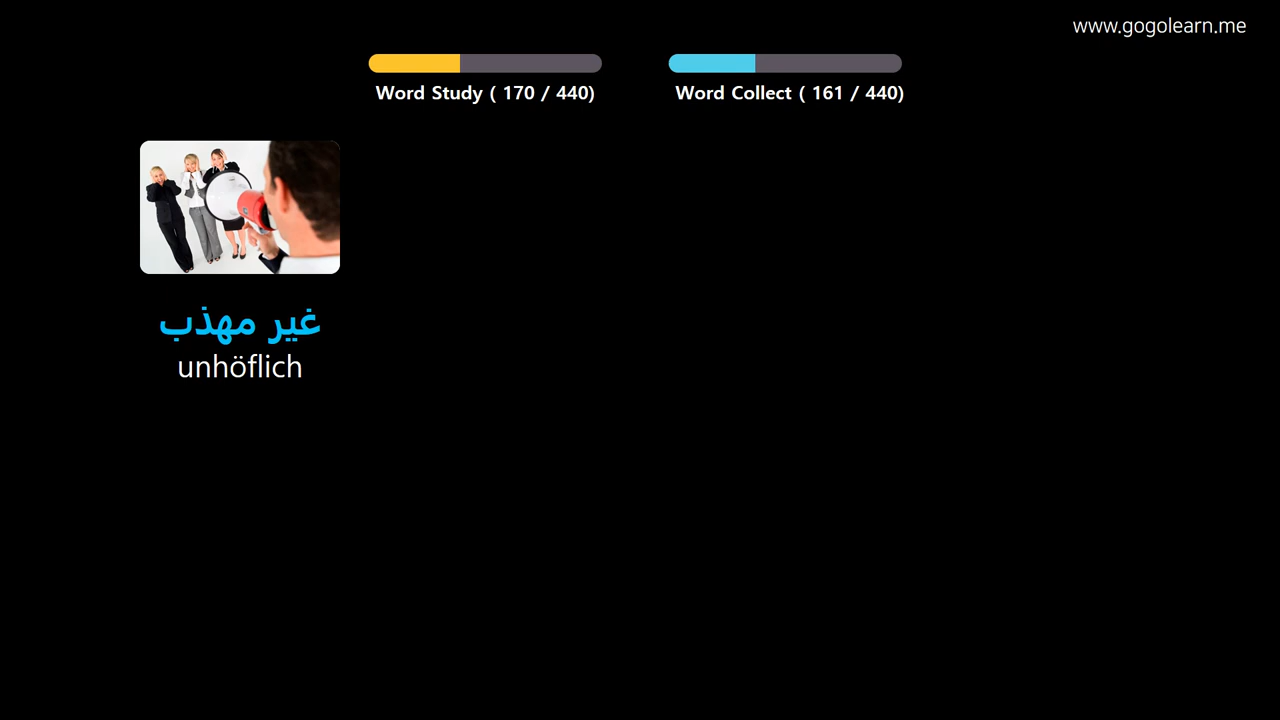 www.gogolearn.me
Word Study ( 170 / 440)
Word Collect ( 161 / 440)
غير مهذب
unhöflich